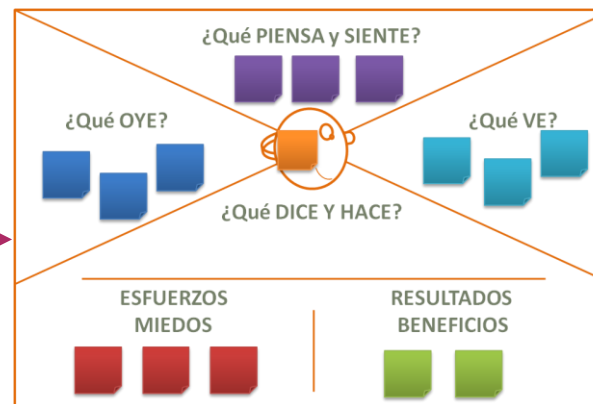 ¿Qué PIENSA y SIENTE?
¿Qué OYE?
¿Qué VE?
¿Qué DICE Y HACE?
ESFUERZOS
MIEDOS
RESULTADOS
BENEFICIOS